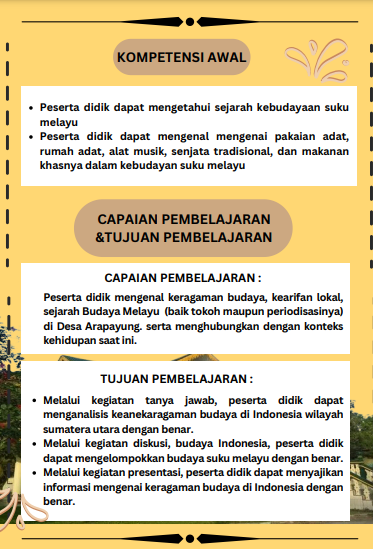 KOMPETENSI AWAL
• Peserta didik dapat mengetahui sejarah kebudayaan suku
melayu
• Peserta didik dapat mengenal mengenai pakaian adat,
rumah adat, alat musik, senjata tradisional, dan makanan
khasnya dalam kebudayan suku melayu
CAPAIAN PEMBELAJARAN
&TUJUAN PEMBELAJARAN
CAPAIAN PEMBELAJARAN :
Peserta didik mengenal keragaman budaya, kearifan lokal,
sejarah Budaya Melayu (baik tokoh maupun periodisasinya)
di Desa Arapayung. serta menghubungkan dengan konteks
kehidupan saat ini.
TUJUAN PEMBELAJARAN :
• Melalui kegiatan tanya jawab, peserta didik dapat
menganalisis keanekaragaman budaya di Indonesia wilayah
sumatera utara dengan benar.
• Melalui kegiatan diskusi, budaya Indonesia, peserta didik
dapat mengelompokkan budaya suku melayu dengan benar.
• Melalui kegiatan presentasi, peserta didik dapat menyajikan
informasi mengenai keragaman budaya di Indonesia dengan
benar.